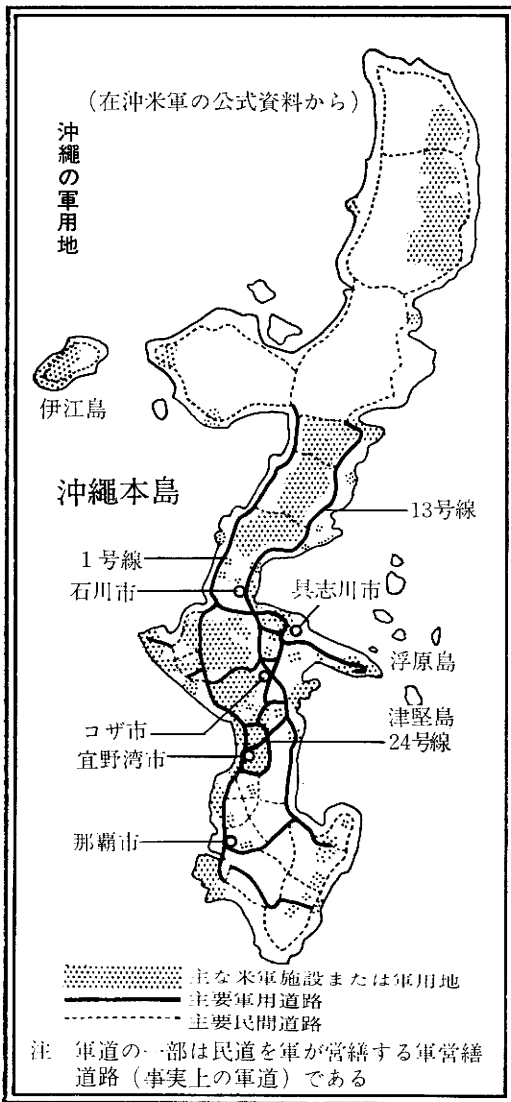 （在沖米軍の公式資料から）
沖繩の軍用地
伊江島
沖繩本島
13号線
1号線
石川市
具志川市
浮原島
津堅島
コザ市
24号線
宜野湾市
那覇市
主な米軍施設または軍用地
主要軍用道路
主要民間道路
注　軍道の一部は民道を軍が営繕する軍営繕
道路（事実上の軍道）である